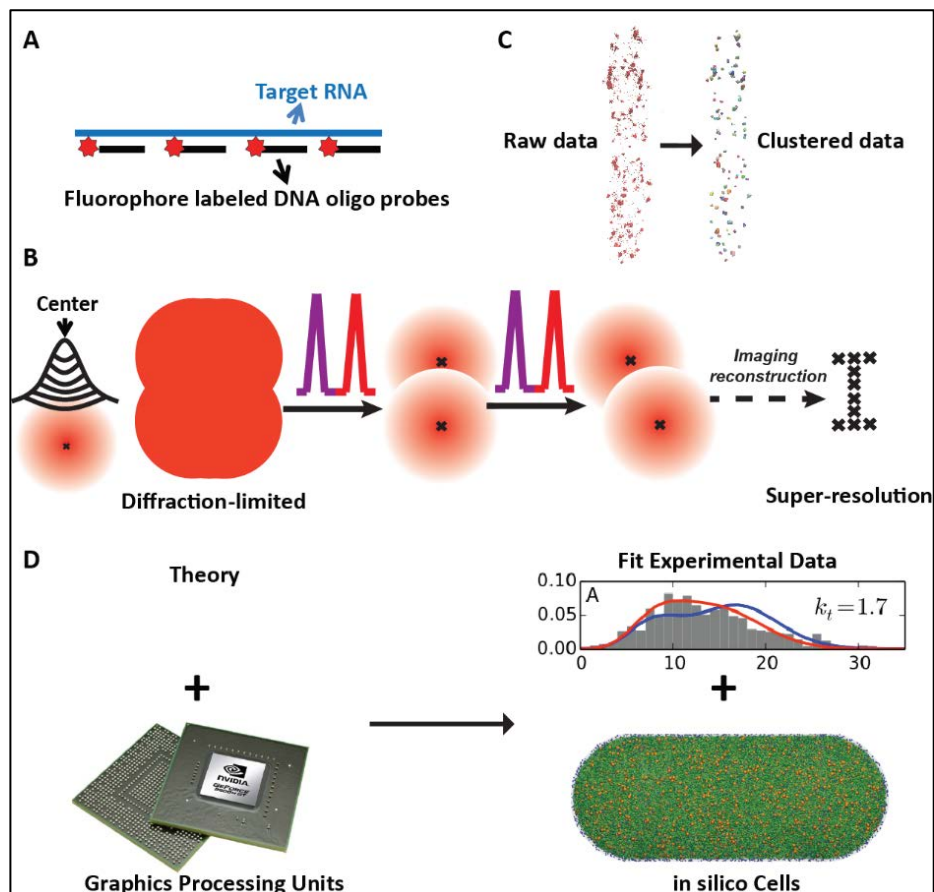 A
Target RNA
Fluorophore labeled DNA oligo probes
C
Raw data
Clustered data
B
Center
Diffraction-limited
Imaging
reconstruction
Super-resolution
D
Theory
+
NVIDIA
GEFORCE
Graphics Processing Units
Fit Experimental Data
A
k_t=1.7
0.10
0.05
0.00
0 10 20 30
+
in silico Cells